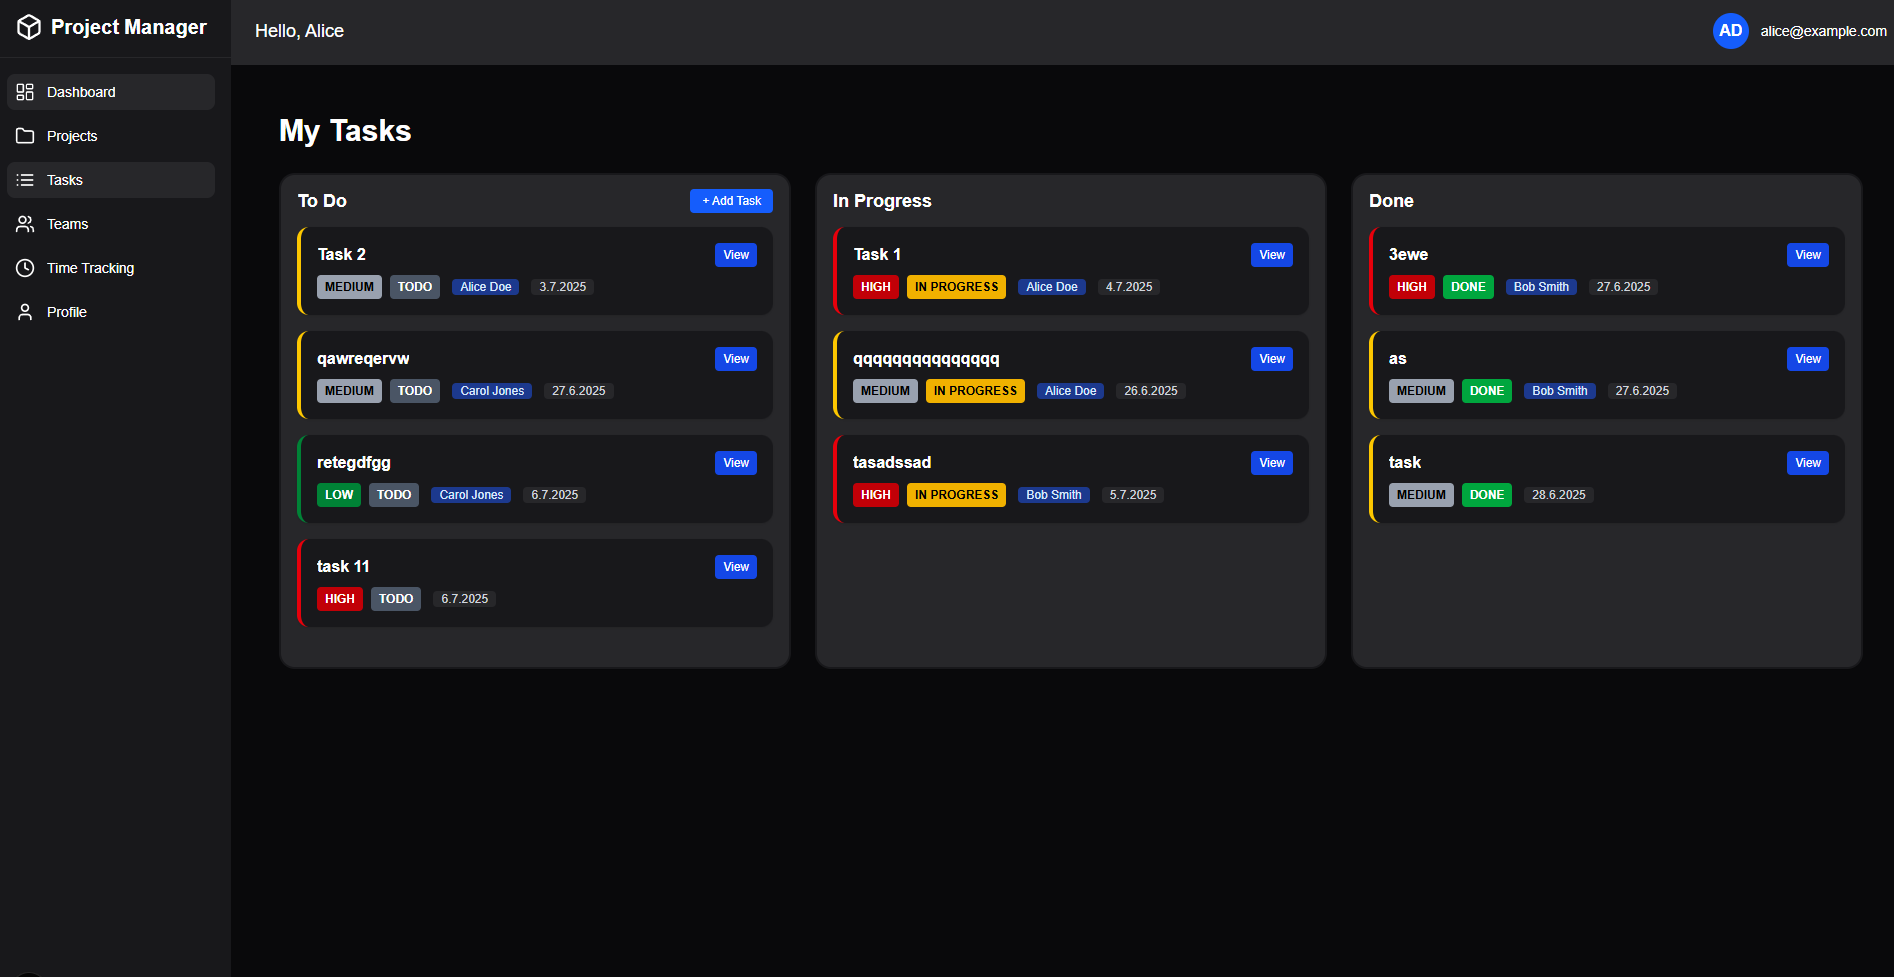 Project Manager
Hello, Alice
AD alice@example.com
Dashboard
Projects
Tasks
Teams
Time Tracking
Profile
My Tasks
To Do + Add Task
Task 2 View
MEDIUM TODO Alice Doe 3.7.2025
qawreqervw View
MEDIUM TODO Carol Jones 27.6.2025
retegdfgg View
LOW TODO Carol Jones 6.7.2025
task 11 View
HIGH TODO 6.7.2025
In Progress
Task 1 View
HIGH IN PROGRESS Alice Doe 4.7.2025
qqqqqqqqqqqqqqq View
MEDIUM IN PROGRESS Alice Doe 26.6.2025
tasadssad View
HIGH IN PROGRESS Bob Smith 5.7.2025
Done
3ewe View
HIGH DONE Bob Smith 27.6.2025
as View
MEDIUM DONE Bob Smith 27.6.2025
task View
MEDIUM DONE 28.6.2025